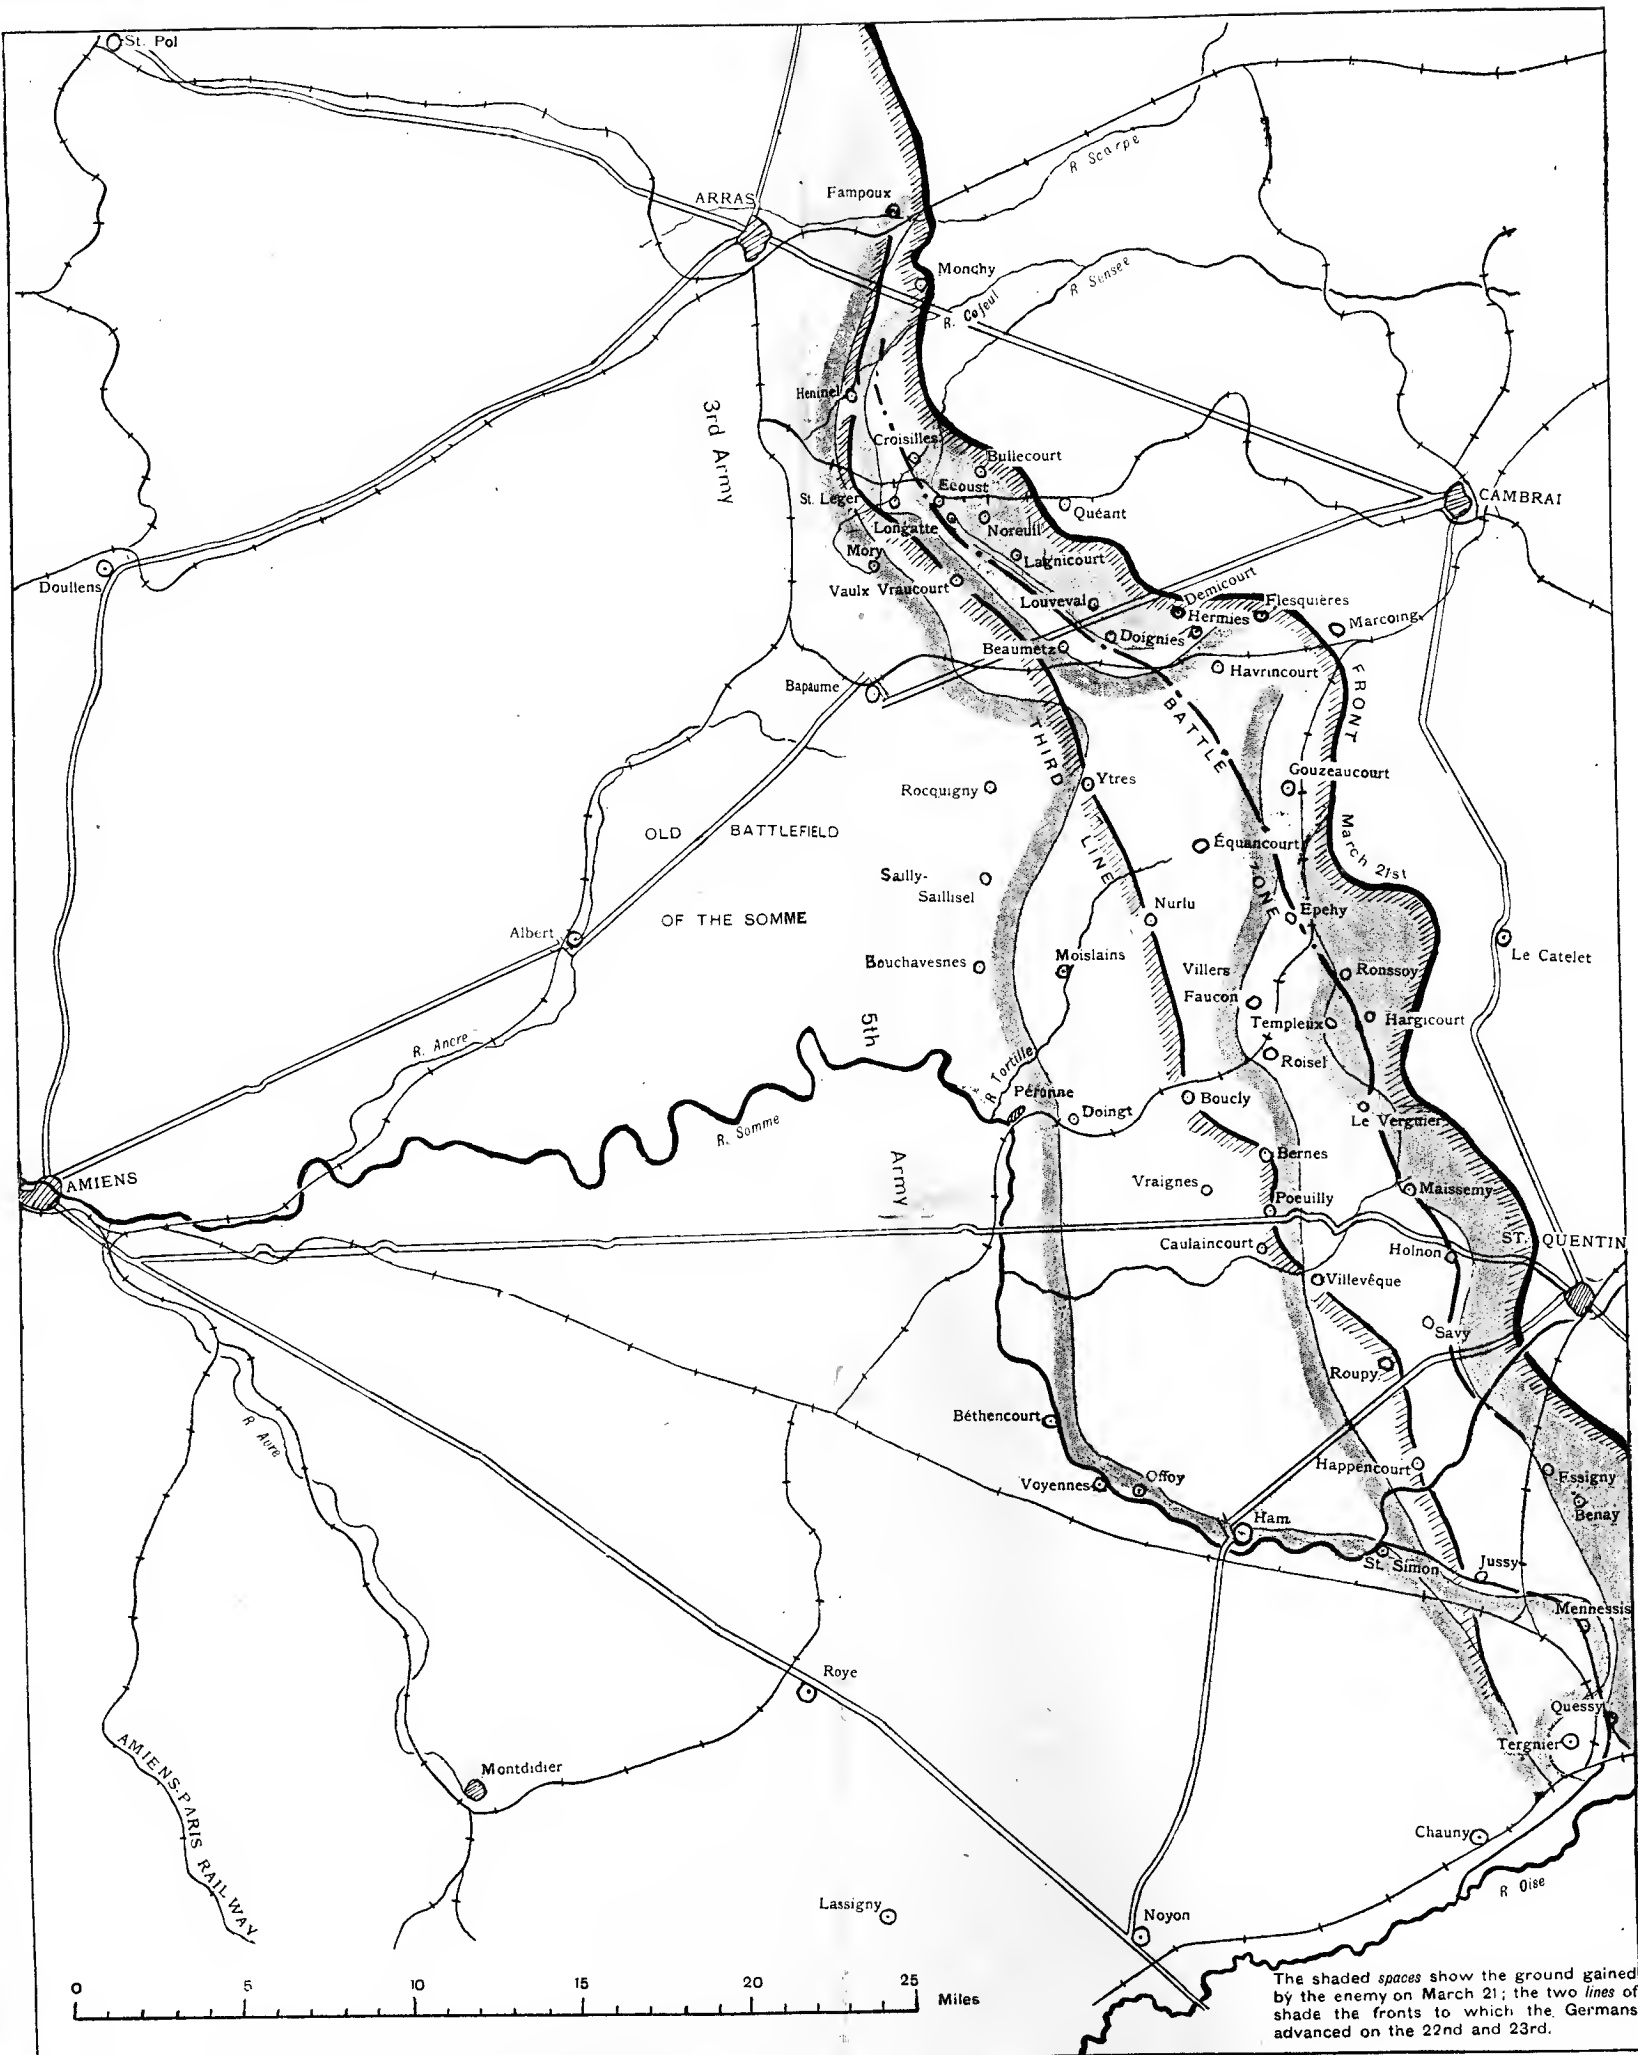 St. Pol
R Scarpe
Fampoux
ARRAS
Monchy
R Sensee
R. Cojeul
Heninel
3rd Army
Croisilles
Bullecourt
Ecoust
St. Leger
Quéant
CAMBRAI
Longatte
Noreuil
Mory
Lagnicourt
Doullens
Vaulx Vraucourt
Demicourt
Louveval
Flesquières
Hermies
Marcoing
Doignies
Beaumetz
Havrincourt
Bapaume
FRONT
March 21st
BATTLE
ZONE
THIRD
LINE
Ytres
Gouzeaucourt
Rocquigny
OLD BATTLEFIELD
OF THE SOMME
Équancourt
Sailly-
Saillisel
Nurlu
Epehy
Albert
Le Catelet
Bouchavesnes
Moislains
Villers
Faucon
Ronssoy
Templeux
Hargicourt
5th
Army
R. Ancre
Roisel
R Tortille
Péronne
Boucly
Doingt
Le Verguier
R. Somme
Bernes
AMIENS
Vraignes
Maissemy
Poeuilly
Caulaincourt
Holnon
ST. QUENTIN
Villevêque
Savy
Roupy
R Avre
Béthencourt
Happencourt
Essigny
Voyennes
Offoy
Benay
Ham
St. Simon
Jussy
Mennessis
Roye
Quessy
Tergnier
AMIENS-PARIS RAILWAY
Montdidier
Chauny
R Oise
Lassigny
Noyon
0 5 10 15 20 25
Miles
The shaded spaces show the ground gained
by the enemy on March 21; the two lines of
shade the fronts to which the Germans
advanced on the 22nd and 23rd.